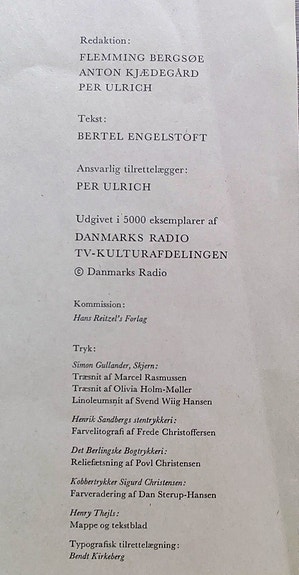 Redaktion:
FLEMMING BERGSØE
ANTON KJÆDEGÅRD
PER ULRICH
Tekst:
BERTEL ENGELSTOFT
Ansvarlig tilrettelægger:
PER ULRICH
Udgivet i 5000 eksemplarer af
DANMARKS RADIO
TV-KULTURAFDELINGEN
© Danmarks Radio
Kommission:
Hans Reitzel's Forlag
Tryk:
Simon Gullander, Skjern:
Træsnit af Marcel Rasmussen
Træsnit af Olivia Holm-Møller
Linoleumsnit af Svend Wiig Hansen
Henrik Sandbergs stentrykkeri:
Farvelitografi af Frede Christoffersen
Det Berlingske Bogtrykkeri:
Reliefætsning af Povl Christensen
Kobbertrykker Sigurd Christensen:
Farveradering af Dan Sterup-Hansen
Henry Thejls:
Mappe og tekstblad
Typografisk tilrettelægning:
Bendt Kirkeberg